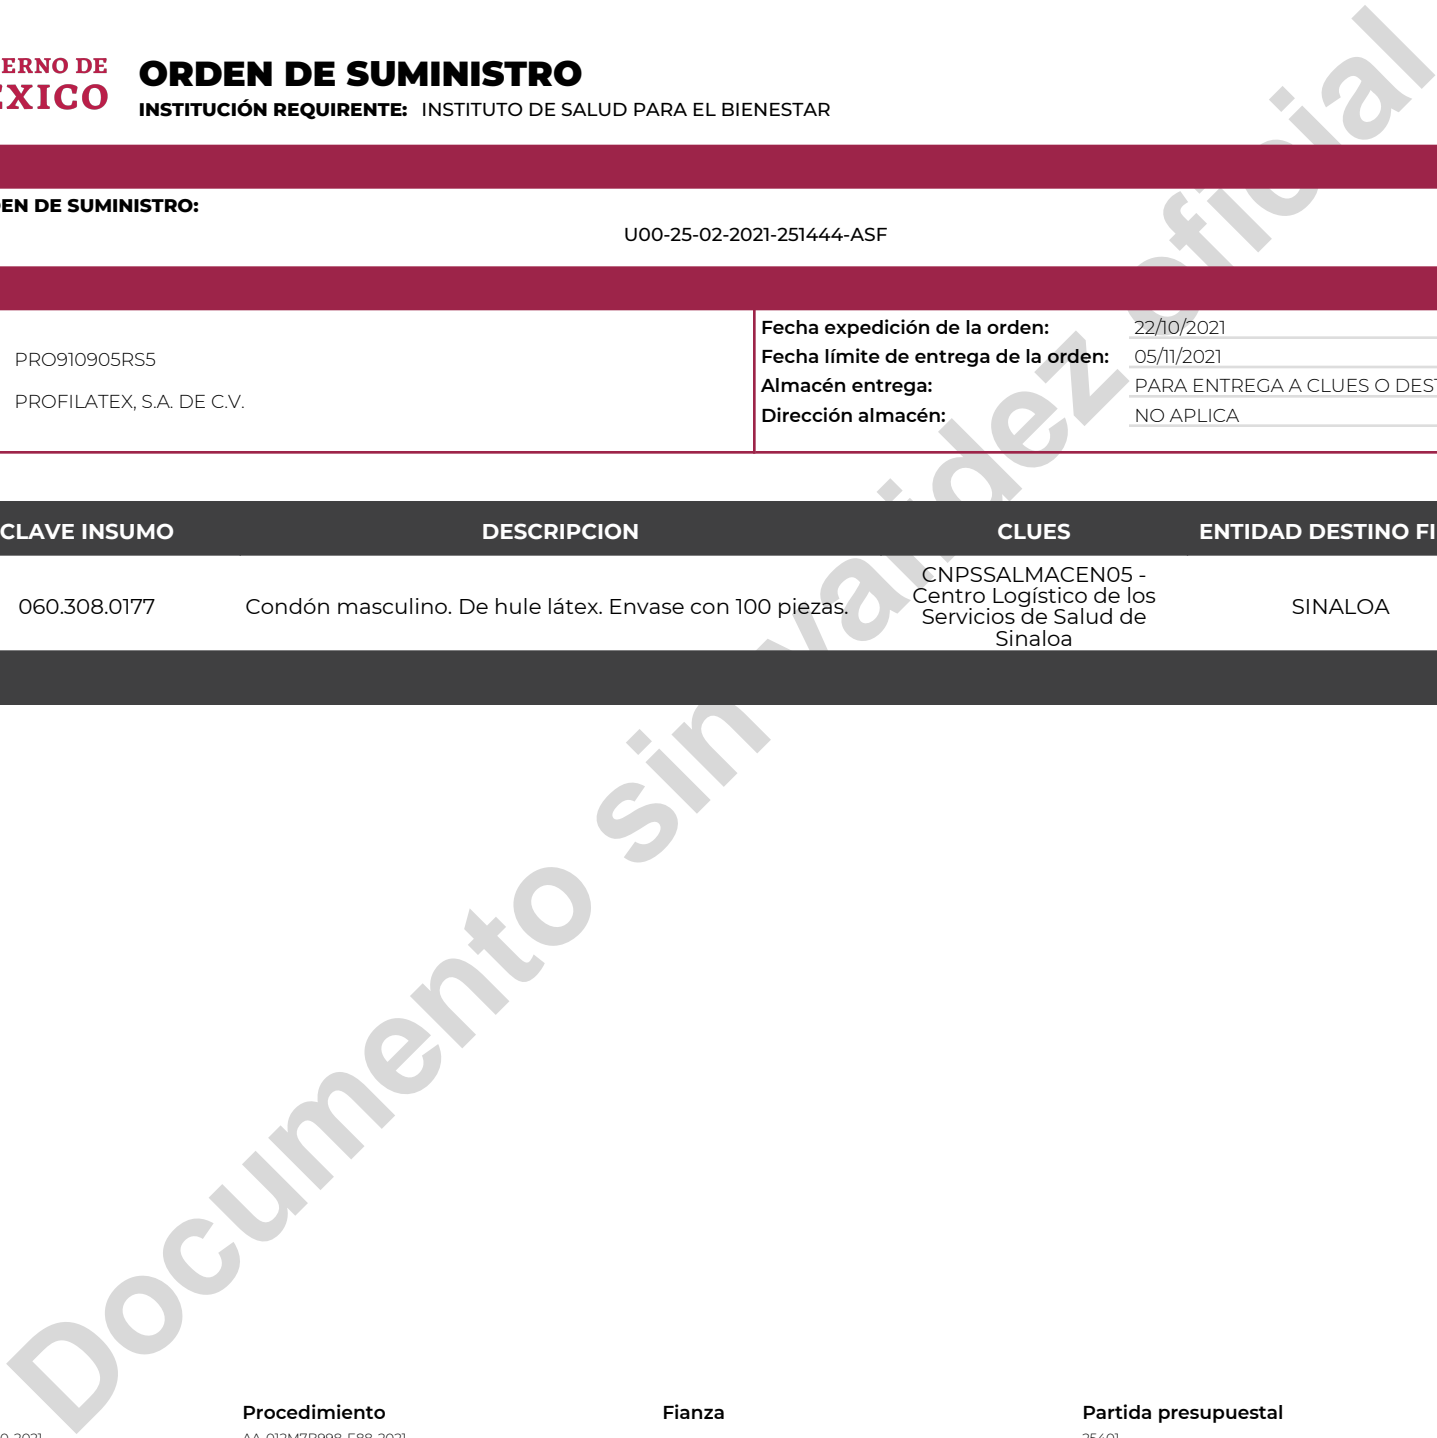 ERNO DE
EXICO
ORDEN DE SUMINISTRO
INSTITUCIÓN REQUIRENTE: INSTITUTO DE SALUD PARA EL BIENESTAR
EN DE SUMINISTRO:
U00-25-02-2021-251444-ASF
PRO910905RS5
PROFILATEX, S.A. DE C.V.
Fecha expedición de la orden: 22/10/2021
Fecha límite de entrega de la orden: 05/11/2021
Almacén entrega: PARA ENTREGA A CLUES O DEST
Dirección almacén: NO APLICA
CLAVE INSUMO DESCRIPCION CLUES ENTIDAD DESTINO FI
060.308.0177 Condón masculino. De hule látex. Envase con 100 piezas. CNPSSALMACEN05 -
Centro Logístico de los
Servicios de Salud de
Sinaloa
SINALOA
Documento sin validez oficial
Procedimiento Fianza Partida presupuestal